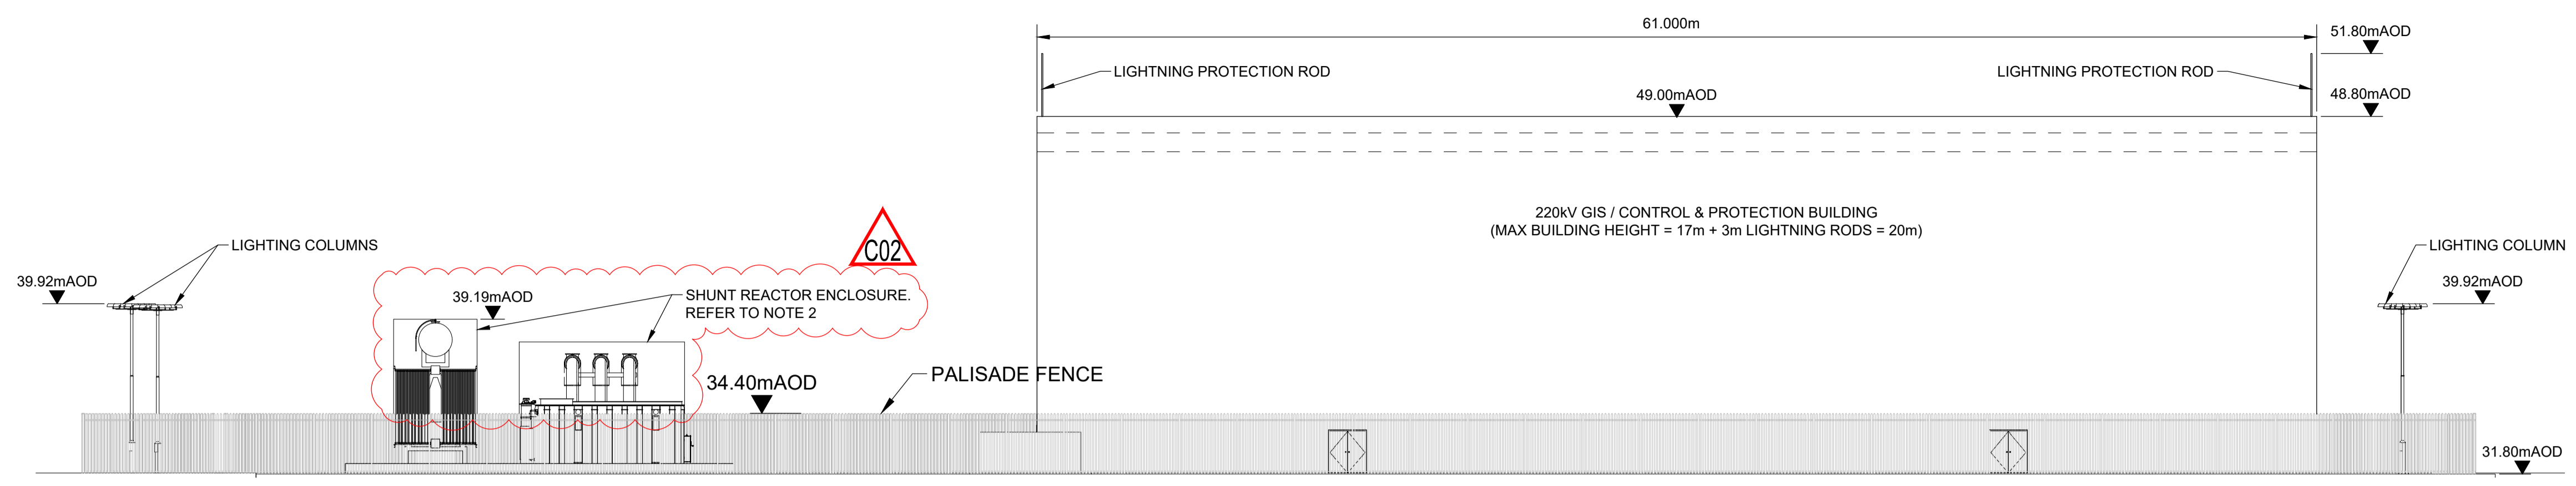 61.000m
51.80mAOD
LIGHTNING PROTECTION ROD
LIGHTNING PROTECTION ROD
49.00mAOD
48.80mAOD
220kV GIS / CONTROL & PROTECTION BUILDING
(MAX BUILDING HEIGHT = 17m + 3m LIGHTNING RODS = 20m)
C02
LIGHTING COLUMNS
LIGHTING COLUMN
39.92mAOD
39.19mAOD
SHUNT REACTOR ENCLOSURE.
REFER TO NOTE 2
39.92mAOD
34.40mAOD
PALISADE FENCE
31.80mAOD